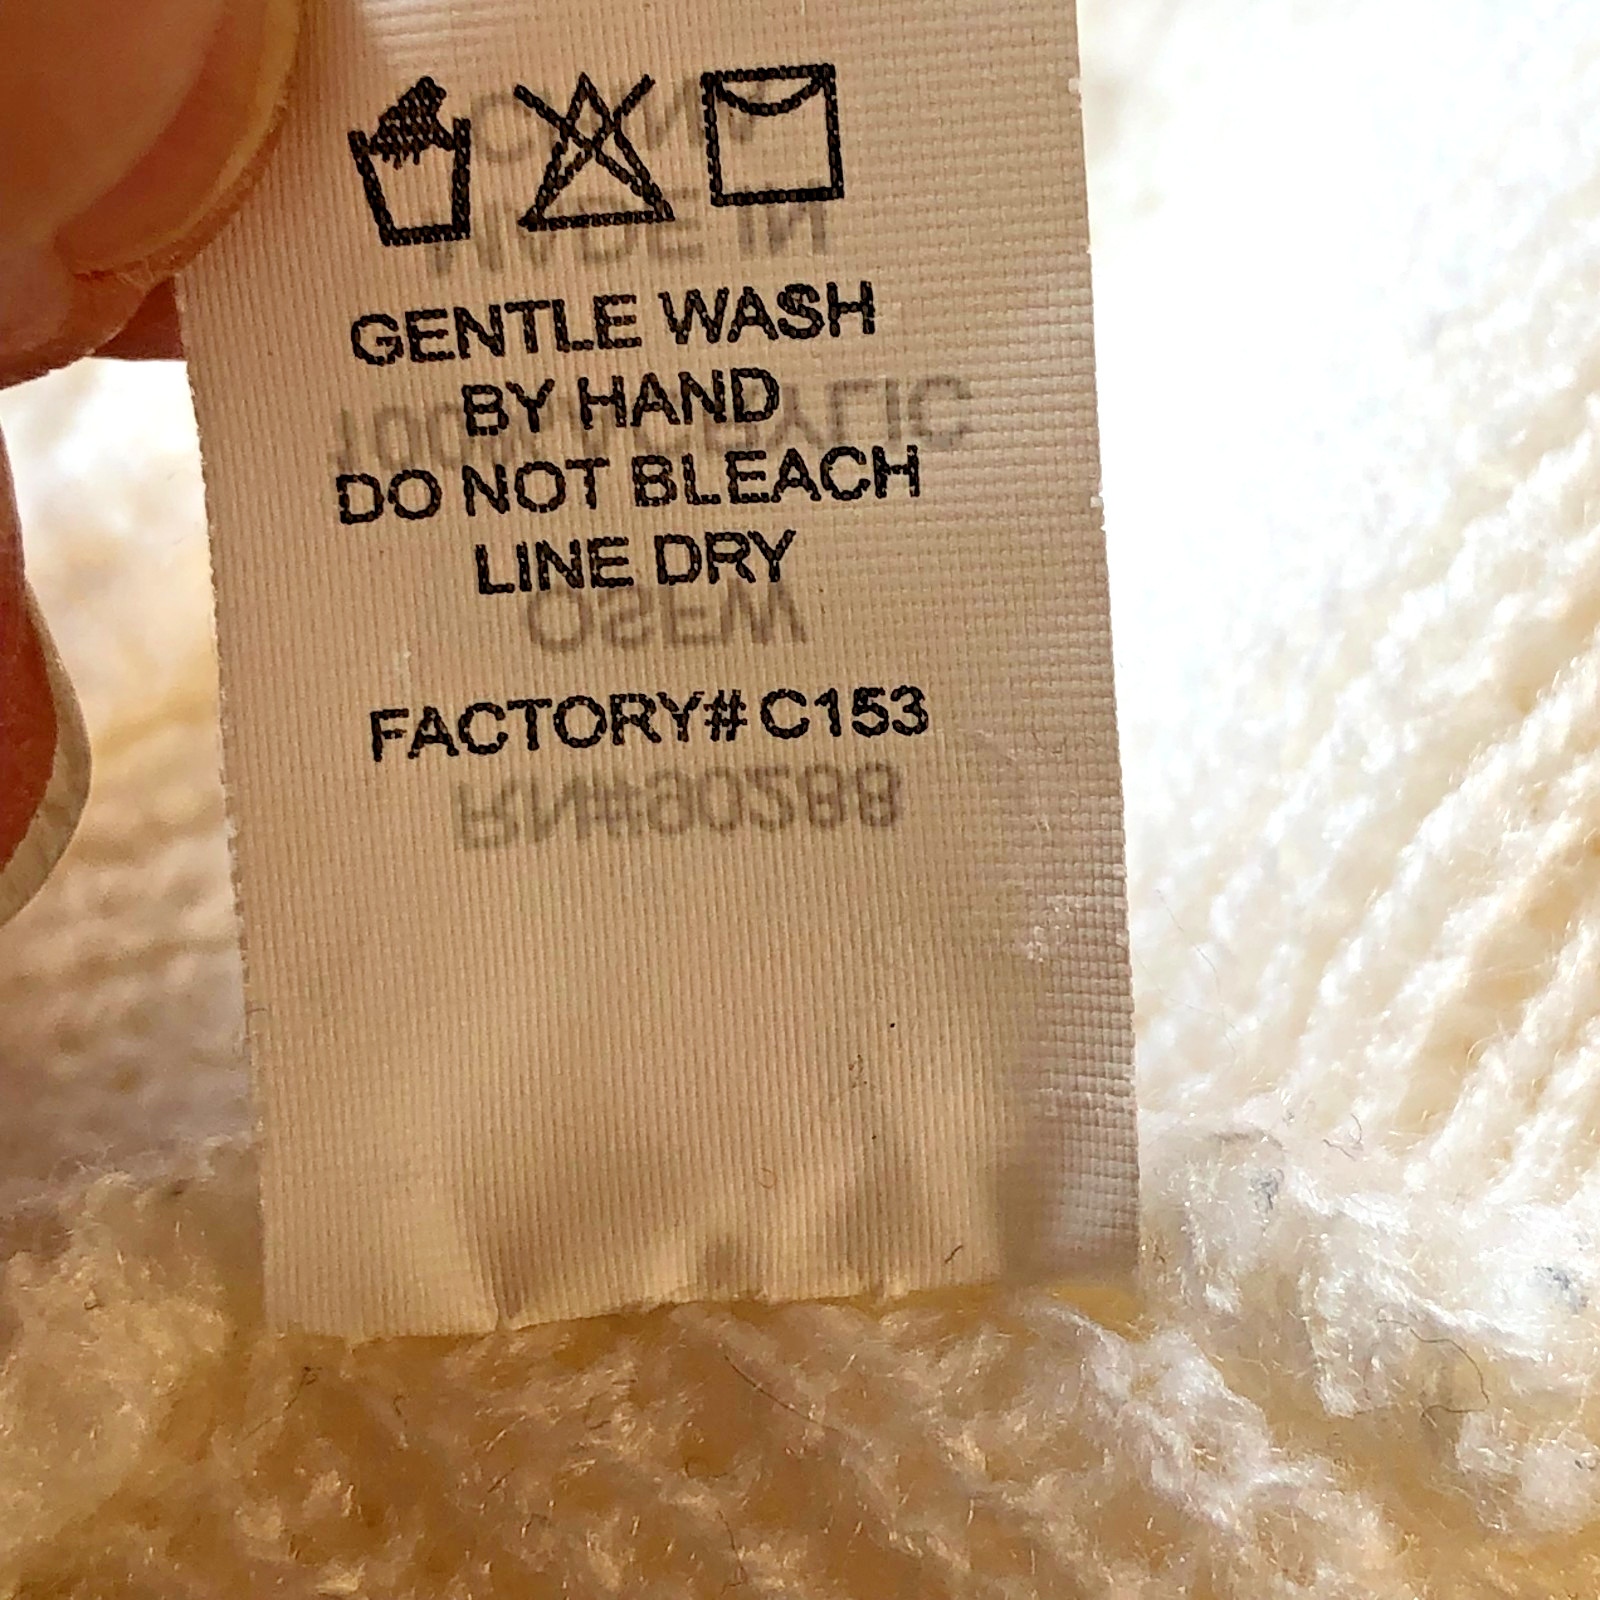 GENTLE WASH
BY HAND
DO NOT BLEACH
LINE DRY
FACTORY# C153